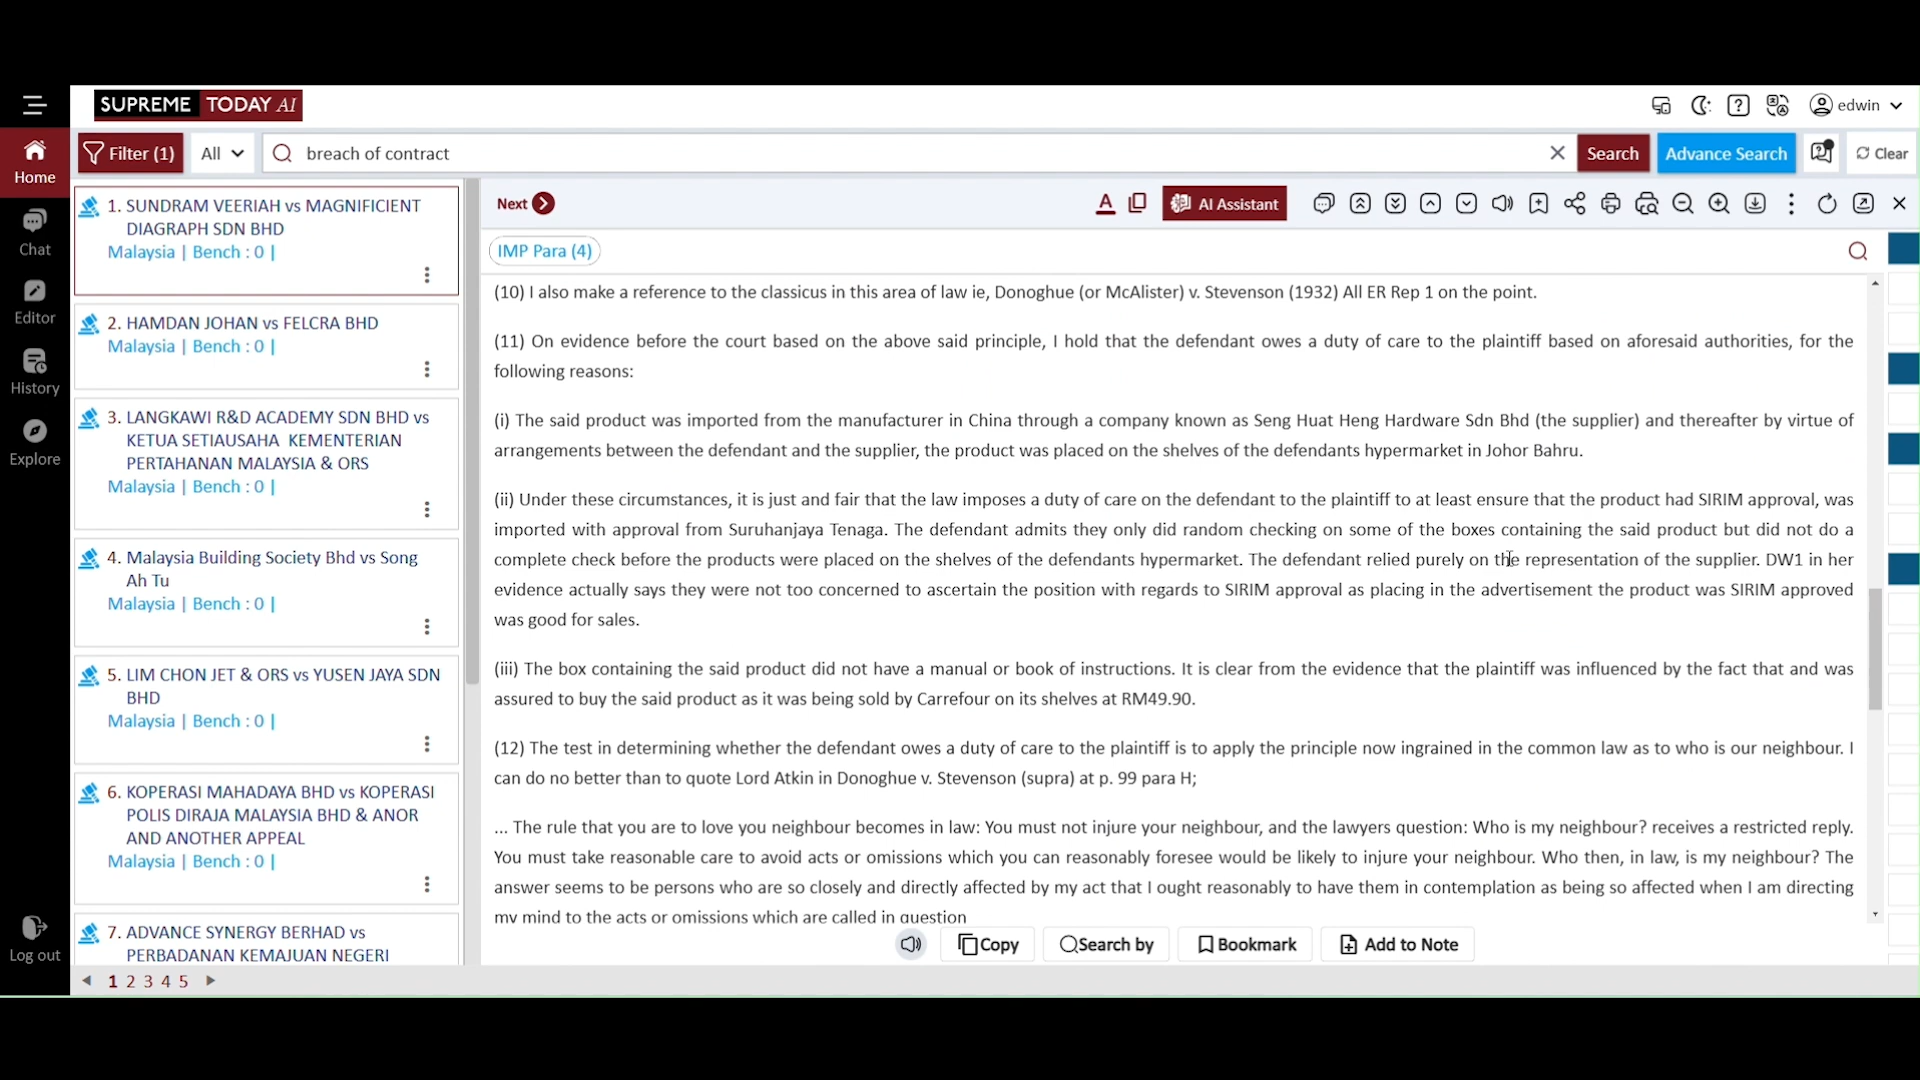 SUPREME TODAY AI
edwin
Home
Filter (1)
All
breach of contract
Search
Advance Search
Clear
Chat
Editor
History
Explore
Log out
1. SUNDRAM VEERIAH vs MAGNIFICIENT
DIAGRAPH SDN BHD
Malaysia | Bench : 0 |
2. HAMDAN JOHAN vs FELCRA BHD
Malaysia | Bench : 0 |
3. LANGKAWI R&D ACADEMY SDN BHD vs
KETUA SETIAUSAHA KEMENTERIAN
PERTAHANAN MALAYSIA & ORS
Malaysia | Bench : 0 |
4. Malaysia Building Society Bhd vs Song
Ah Tu
Malaysia | Bench : 0 |
5. LIM CHON JET & ORS vs YUSEN JAYA SDN
BHD
Malaysia | Bench : 0 |
6. KOPERASI MAHADAYA BHD vs KOPERASI
POLIS DIRAJA MALAYSIA BHD & ANOR
AND ANOTHER APPEAL
Malaysia | Bench : 0 |
7. ADVANCE SYNERGY BERHAD vs
PERBADANAN KEMAJUAN NEGERI
1 2 3 4 5
Next
A
AI Assistant
IMP Para (4)
(10) I also make a reference to the classicus in this area of law ie, Donoghue (or McAlister) v. Stevenson (1932) All ER Rep 1 on the point.
(11) On evidence before the court based on the above said principle, I hold that the defendant owes a duty of care to the plaintiff based on aforesaid authorities, for the
following reasons:
(i) The said product was imported from the manufacturer in China through a company known as Seng Huat Heng Hardware Sdn Bhd (the supplier) and thereafter by virtue of
arrangements between the defendant and the supplier, the product was placed on the shelves of the defendants hypermarket in Johor Bahru.
(ii) Under these circumstances, it is just and fair that the law imposes a duty of care on the defendant to the plaintiff to at least ensure that the product had SIRIM approval, was
imported with approval from Suruhanjaya Tenaga. The defendant admits they only did random checking on some of the boxes containing the said product but did not do a
complete check before the products were placed on the shelves of the defendants hypermarket. The defendant relied purely on the representation of the supplier. DW1 in her
evidence actually says they were not too concerned to ascertain the position with regards to SIRIM approval as placing in the advertisement the product was SIRIM approved
was good for sales.
(iii) The box containing the said product did not have a manual or book of instructions. It is clear from the evidence that the plaintiff was influenced by the fact that and was
assured to buy the said product as it was being sold by Carrefour on its shelves at RM49.90.
(12) The test in determining whether the defendant owes a duty of care to the plaintiff is to apply the principle now ingrained in the common law as to who is our neighbour. I
can do no better than to quote Lord Atkin in Donoghue v. Stevenson (supra) at p. 99 para H;
... The rule that you are to love you neighbour becomes in law: You must not injure your neighbour, and the lawyers question: Who is my neighbour? receives a restricted reply.
You must take reasonable care to avoid acts or omissions which you can reasonably foresee would be likely to injure your neighbour. Who then, in law, is my neighbour? The
answer seems to be persons who are so closely and directly affected by my act that I ought reasonably to have them in contemplation as being so affected when I am directing
my mind to the acts or omissions which are called in question
Copy
Search by
Bookmark
Add to Note